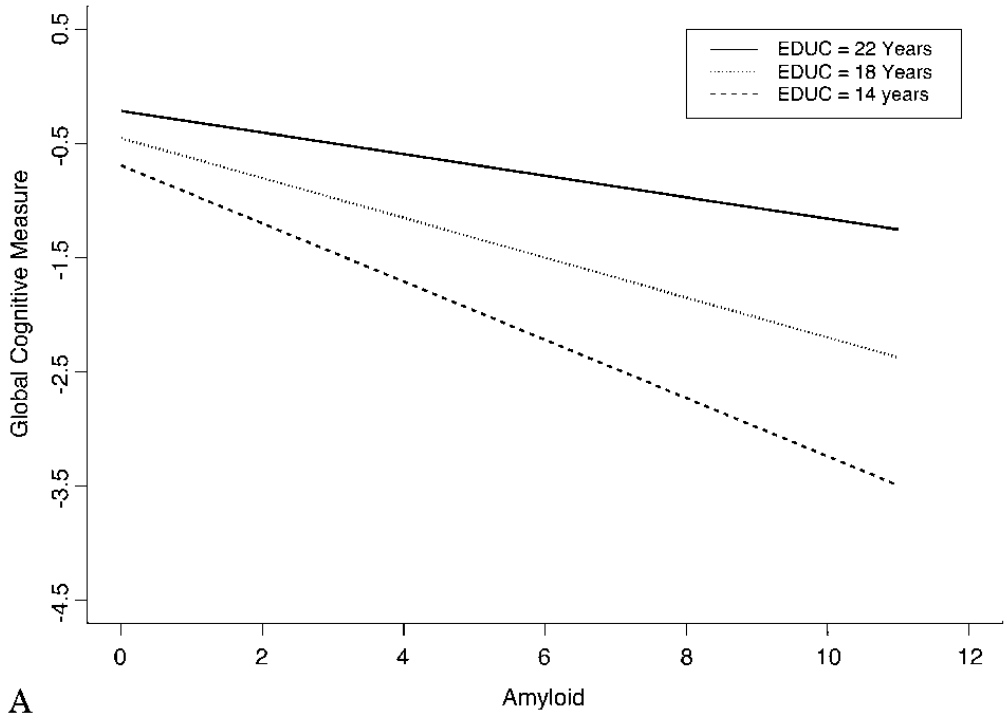 0.5
-0.5
-1.5
-2.5
-3.5
-4.5
Global Cognitive Measure
EDUC = 22 Years
EDUC = 18 Years
EDUC = 14 years
0 2 4 6 8 10 12
Amyloid
A